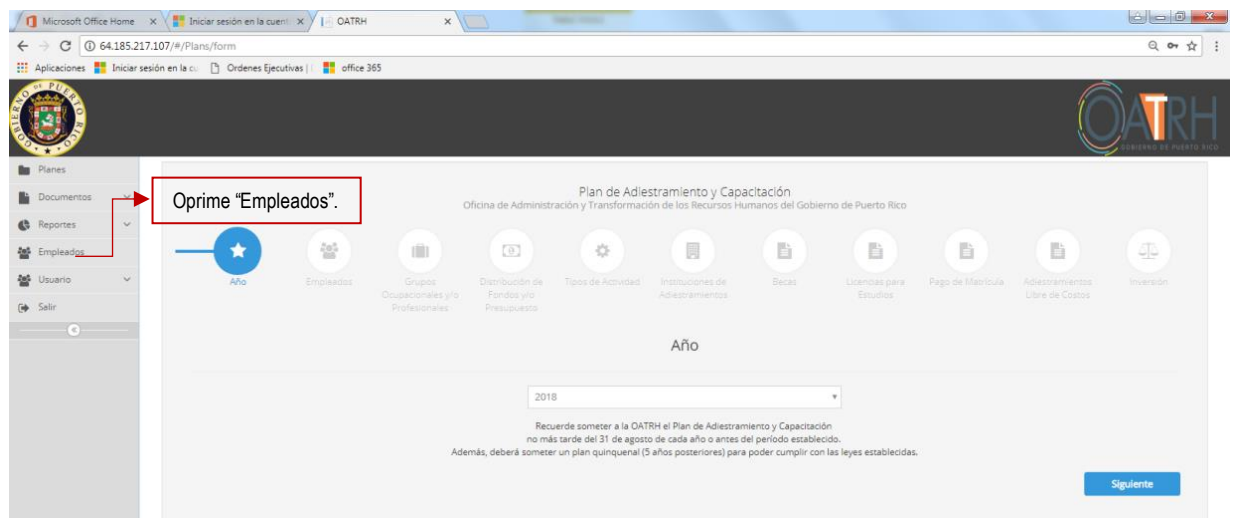 Microsoft Office Home
Iniciar sesión en la cuent
OATRH
64.185.217.107/#/Plans/form
Aplicaciones
Iniciar sesión en la cu
Ordenes Ejecutivas |
office 365
GOBIERNO DE PUERTO RICO
OATRH
GOBIERNO DE PUERTO RICO
Planes
Documentos
Reportes
Empleados
Usuario
Salir
Oprime “Empleados”.
Plan de Adiestramiento y Capacitación
Oficina de Administración y Transformación de los Recursos Humanos del Gobierno de Puerto Rico
Año
Empleados
Grupos Ocupacionales y/o Profesionales
Distribución de Fondos y/o Presupuesto
Tipos de Actividad
Instituciones de Adiestramientos
Becas
Licencias para Estudios
Pago de Matrícula
Adiestramientos Libre de Costos
Inversión
Año
2018
Recuerde someter a la OATRH el Plan de Adiestramiento y Capacitación
no más tarde del 31 de agosto de cada año o antes del período establecido.
Además, deberá someter un plan quinquenal (5 años posteriores) para poder cumplir con las leyes establecidas.
Siguiente